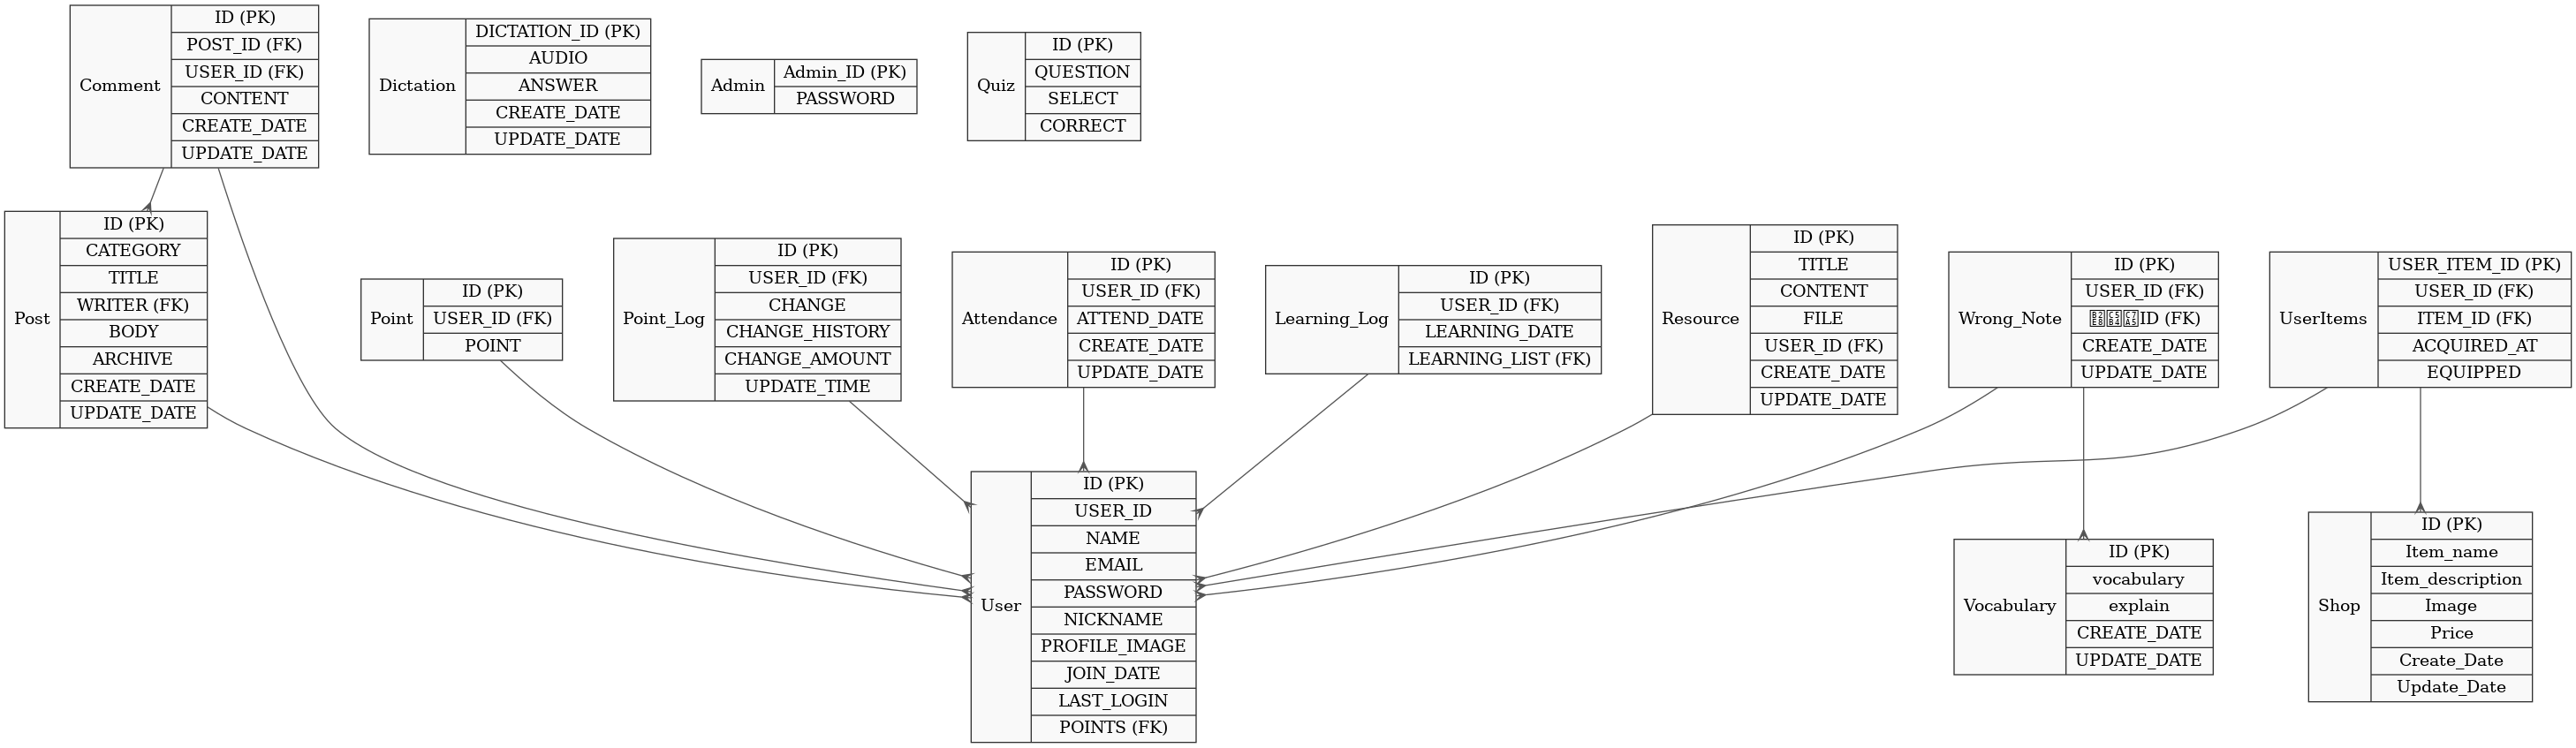 Comment
ID (PK)
POST_ID (FK)
USER_ID (FK)
CONTENT
CREATE_DATE
UPDATE_DATE
Dictation
DICTATION_ID (PK)
AUDIO
ANSWER
CREATE_DATE
UPDATE_DATE
Admin
Admin_ID (PK)
PASSWORD
Quiz
ID (PK)
QUESTION
SELECT
CORRECT
Post
ID (PK)
CATEGORY
TITLE
WRITER (FK)
BODY
ARCHIVE
CREATE_DATE
UPDATE_DATE
Point
ID (PK)
USER_ID (FK)
POINT
Point_Log
ID (PK)
USER_ID (FK)
CHANGE
CHANGE_HISTORY
CHANGE_AMOUNT
UPDATE_TIME
Attendance
ID (PK)
USER_ID (FK)
ATTEND_DATE
CREATE_DATE
UPDATE_DATE
Learning_Log
ID (PK)
USER_ID (FK)
LEARNING_DATE
LEARNING_LIST (FK)
Resource
ID (PK)
TITLE
CONTENT
FILE
USER_ID (FK)
CREATE_DATE
UPDATE_DATE
Wrong_Note
ID (PK)
USER_ID (FK)
ID (FK)
CREATE_DATE
UPDATE_DATE
UserItems
USER_ITEM_ID (PK)
USER_ID (FK)
ITEM_ID (FK)
ACQUIRED_AT
EQUIPPED
User
ID (PK)
USER_ID
NAME
EMAIL
PASSWORD
NICKNAME
PROFILE_IMAGE
JOIN_DATE
LAST_LOGIN
POINTS (FK)
Vocabulary
ID (PK)
vocabulary
explain
CREATE_DATE
UPDATE_DATE
Shop
ID (PK)
Item_name
Item_description
Image
Price
Create_Date
Update_Date